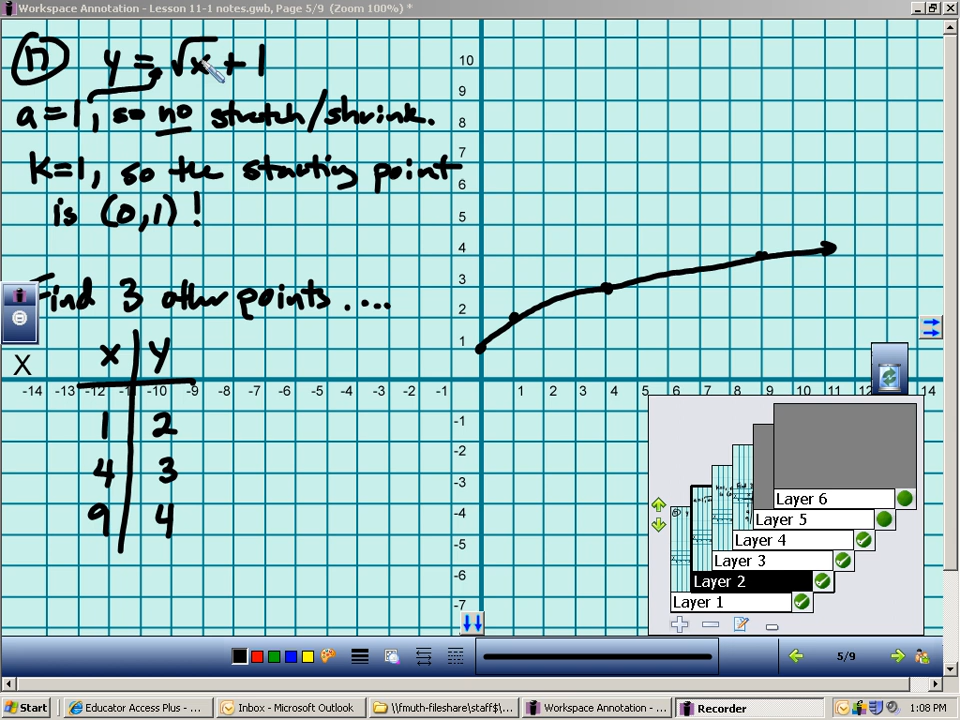 Workspace Annotation - Lesson 11-1 notes.gwb, Page 5/9 (Zoom 100%) *
17 y = √x + 1
a = 1, so no stretch/shrink.
K=1, so the starting point
is (0,1)!
Find 3 other points....
X
x y
1 2
4 3
9 4
10
9
8
7
6
5
4
3
2
1
-14 -13 -12 -11 -10 -9 -8 -7 -6 -5 -4 -3 -2 -1 1 2 3 4 5 6 7 8 9 10 11 12 14
-1
-2
-3
-4
-5
-6
-7
Layer 6
Layer 5
Layer 4
Layer 3
Layer 2
Layer 1
5/9
Start Educator Access Plus - ... Inbox - Microsoft Outlook \\fmuth-fileshare\staff$\... Workspace Annotation - ... Recorder 1:08 PM